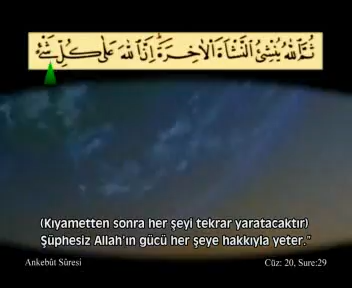 ثُمَّ اللّٰهُ يُنْشِئُ النَّشْاَةَ الْاٰخِرَةَۜ اِنَّ اللّٰهَ عَلٰى كُلِّ شَيْءٍ
(Kıyametten sonra her şeyi tekrar yaratacaktır)
Şüphesiz Allah'ın gücü her şeye hakkıyla yeter."
Ankebût Sûresi Cüz: 20, Sure:29